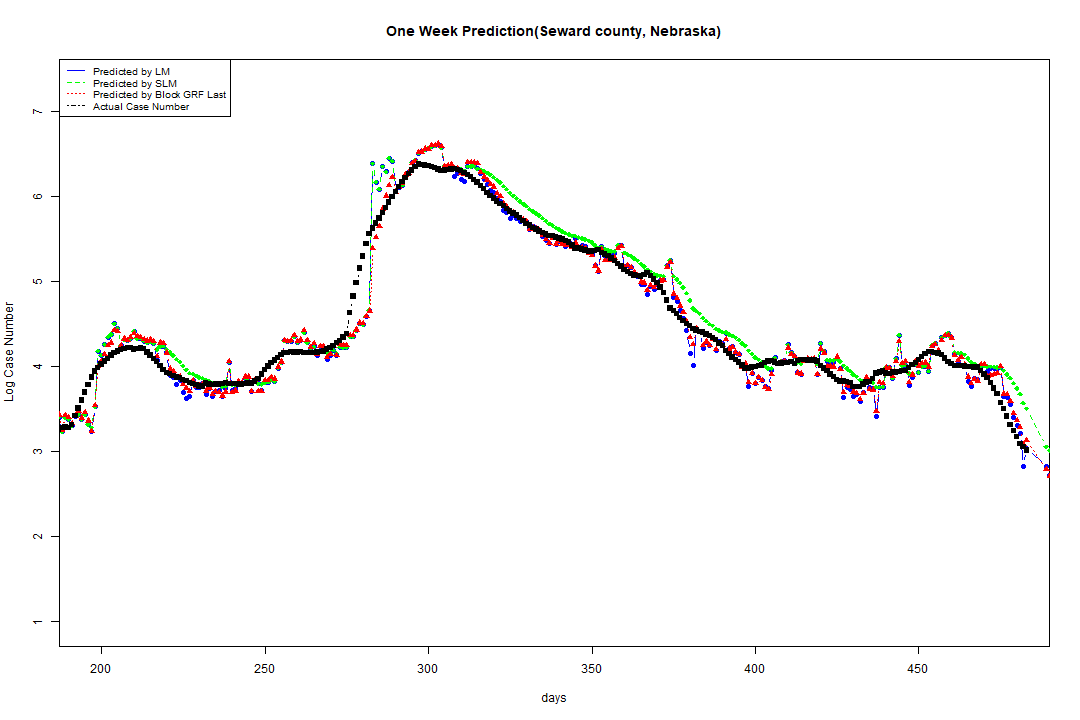 One Week Prediction(Seward county, Nebraska)
Predicted by LM
Predicted by SLM
Predicted by Block GRF Last
Actual Case Number
7
6
5
4
3
2
1
Log Case Number
200 250 300 350 400 450
days